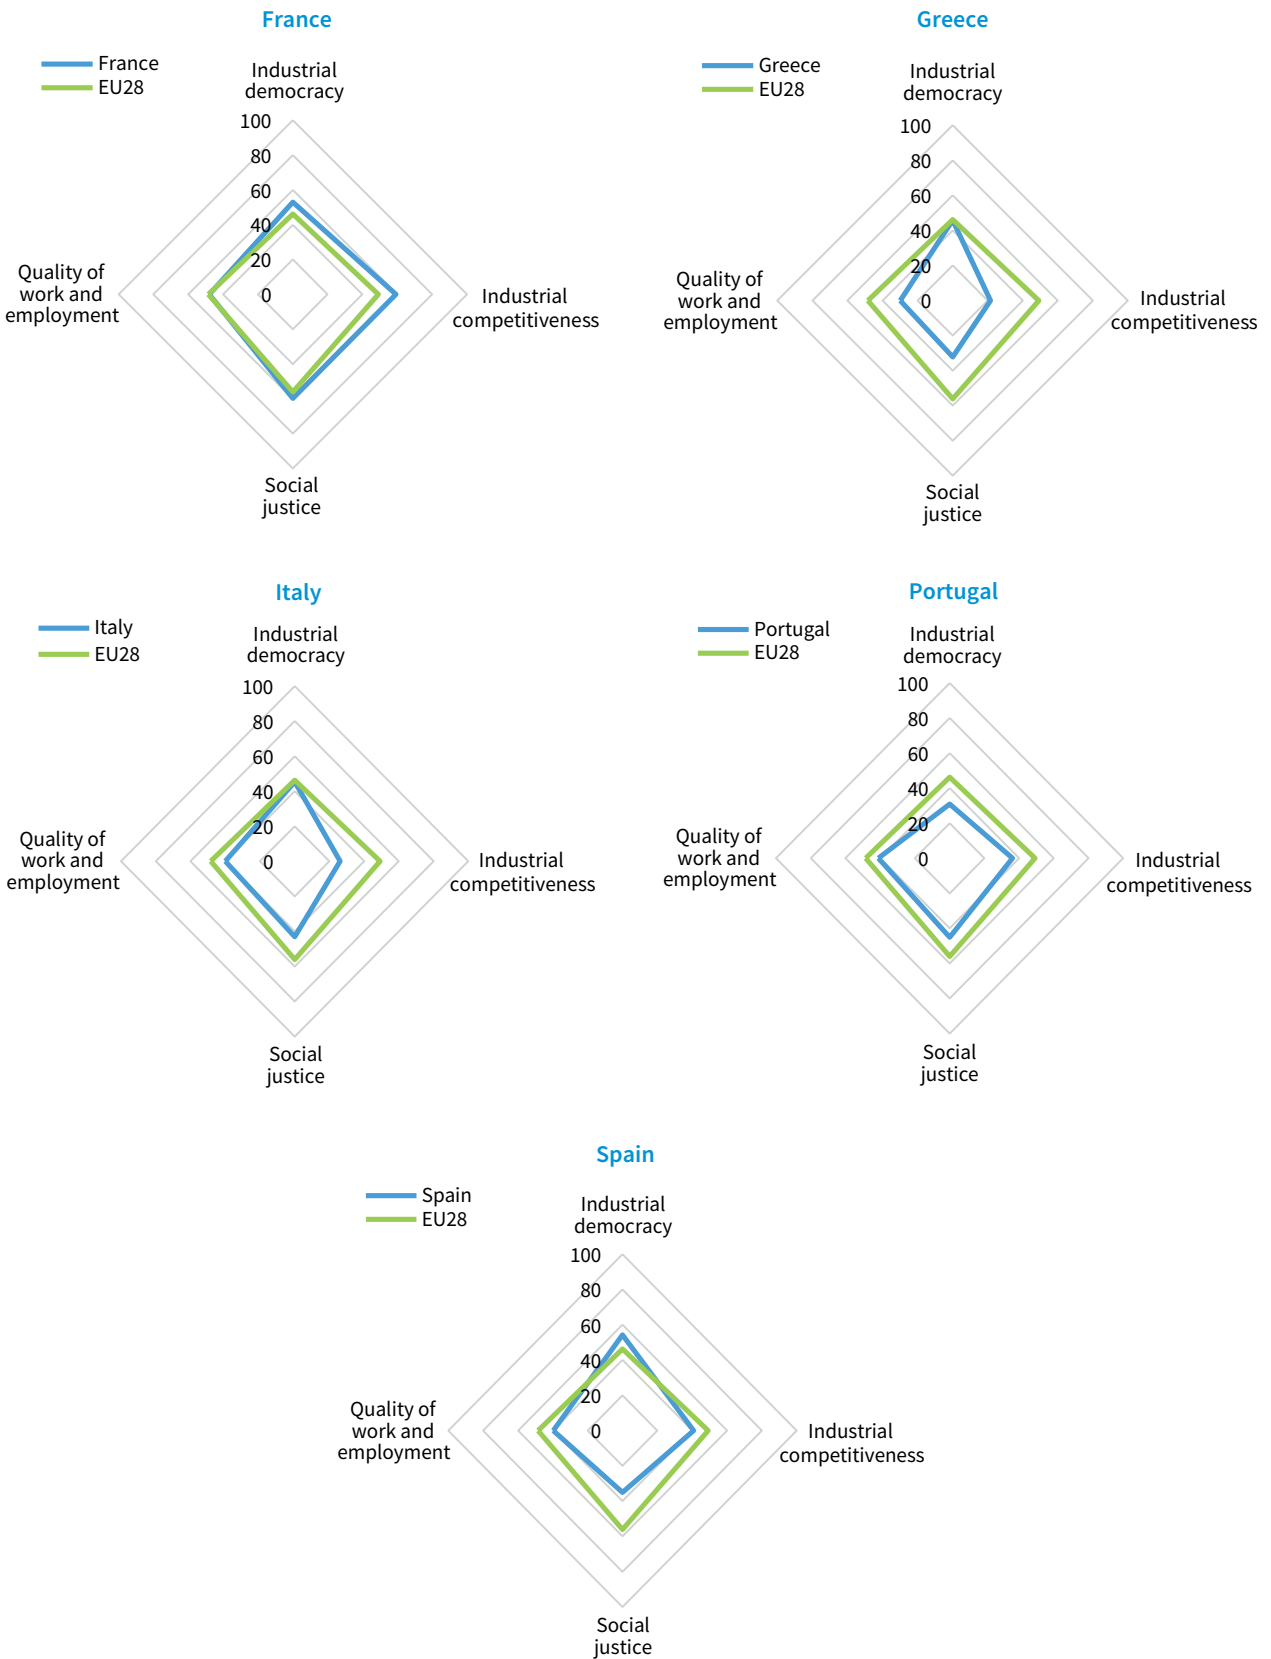 France
France
EU28
Industrial
democracy
100
80
60
40
20
0
Quality of
work and
employment
Industrial
competitiveness
Social
justice
Greece
Greece
EU28
Industrial
democracy
100
80
60
40
20
0
Quality of
work and
employment
Industrial
competitiveness
Social
justice
Italy
Italy
EU28
Industrial
democracy
100
80
60
40
20
0
Quality of
work and
employment
Industrial
competitiveness
Social
justice
Portugal
Portugal
EU28
Industrial
democracy
100
80
60
40
20
0
Quality of
work and
employment
Industrial
competitiveness
Social
justice
Spain
Spain
EU28
Industrial
democracy
100
80
60
40
20
0
Quality of
work and
employment
Industrial
competitiveness
Social
justice